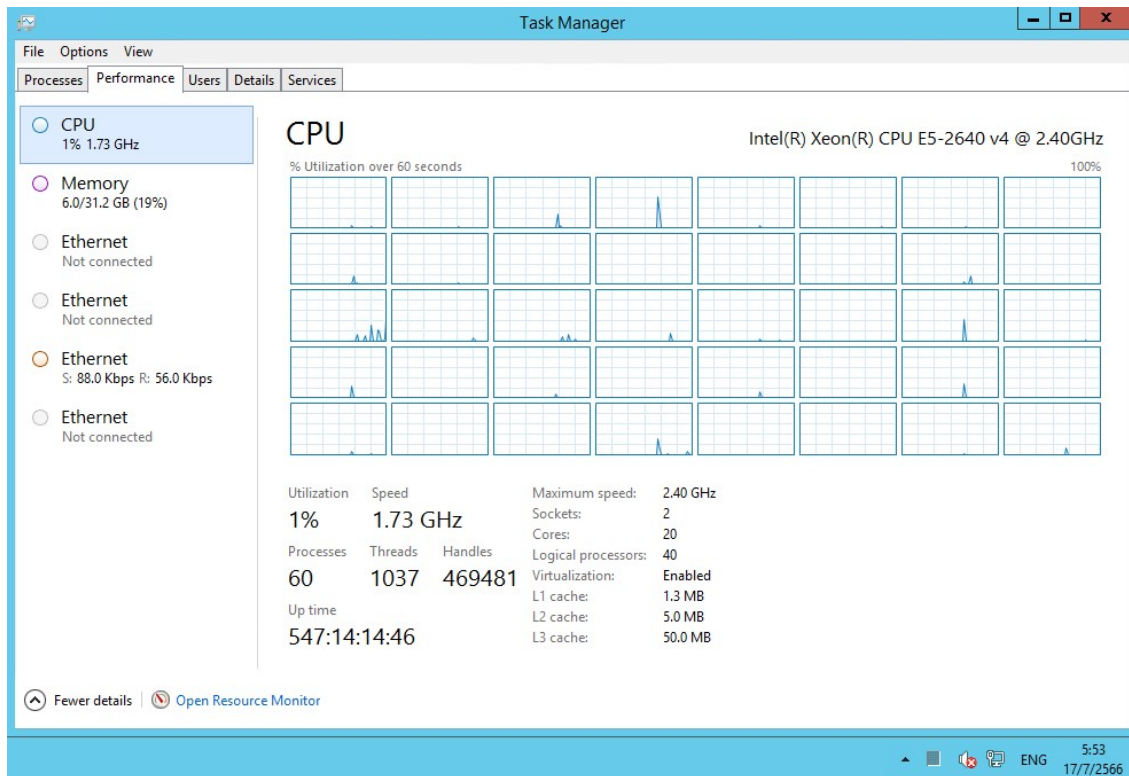 Task Manager
File Options View
Processes Performance Users Details Services
CPU
1% 1.73 GHz
Memory
6.0/31.2 GB (19%)
Ethernet
Not connected
Ethernet
Not connected
Ethernet
S: 88.0 Kbps R: 56.0 Kbps
Ethernet
Not connected
CPU Intel(R) Xeon(R) CPU E5-2640 v4 @ 2.40GHz
% Utilization over 60 seconds 100%
Utilization Speed
1% 1.73 GHz
Processes Threads Handles
60 1037 469481
Up time
547:14:14:46
Maximum speed: 2.40 GHz
Sockets: 2
Cores: 20
Logical processors: 40
Virtualization: Enabled
L1 cache: 1.3 MB
L2 cache: 5.0 MB
L3 cache: 50.0 MB
Fewer details Open Resource Monitor
ENG 5:53
17/7/2566